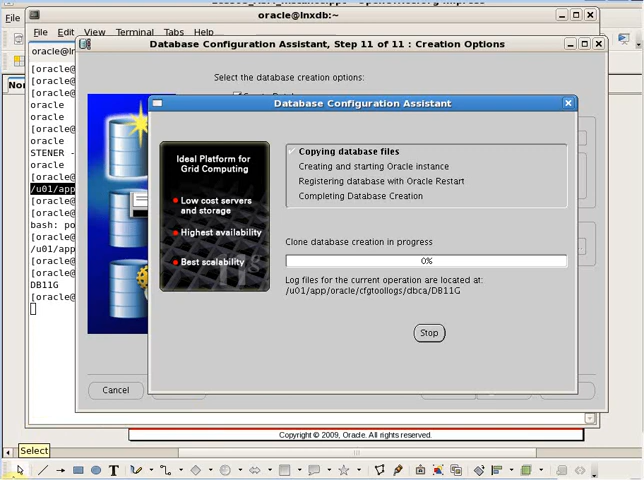 oracle@lnxdb:~
File
File Edit View Terminal Tabs Help
oracle@ln
Database Configuration Assistant, Step 11 of 11 : Creation Options
Select the database creation options:
Database Configuration Assistant
[oracle@
[oracle@
[oracle@
oracle
oracle
[oracle@
STENER -
oracle
[oracle@
/u01/app
[oracle@
[oracle@
bash: po
[oracle@
/u01/app
[oracle@
[oracle@
DB11G
[oracle@
Ideal Platform for
Grid Computing
Low cost servers
and storage
Highest availability
Best scalability
Copying database files
Creating and starting Oracle instance
Registering database with Oracle Restart
Completing Database Creation
Clone database creation in progress
0%
Log files for the current operation are located at:
/u01/app/oracle/cfgtoollogs/dbca/DB11G
Stop
Cancel
Copyright © 2009, Oracle. All rights reserved.
Select